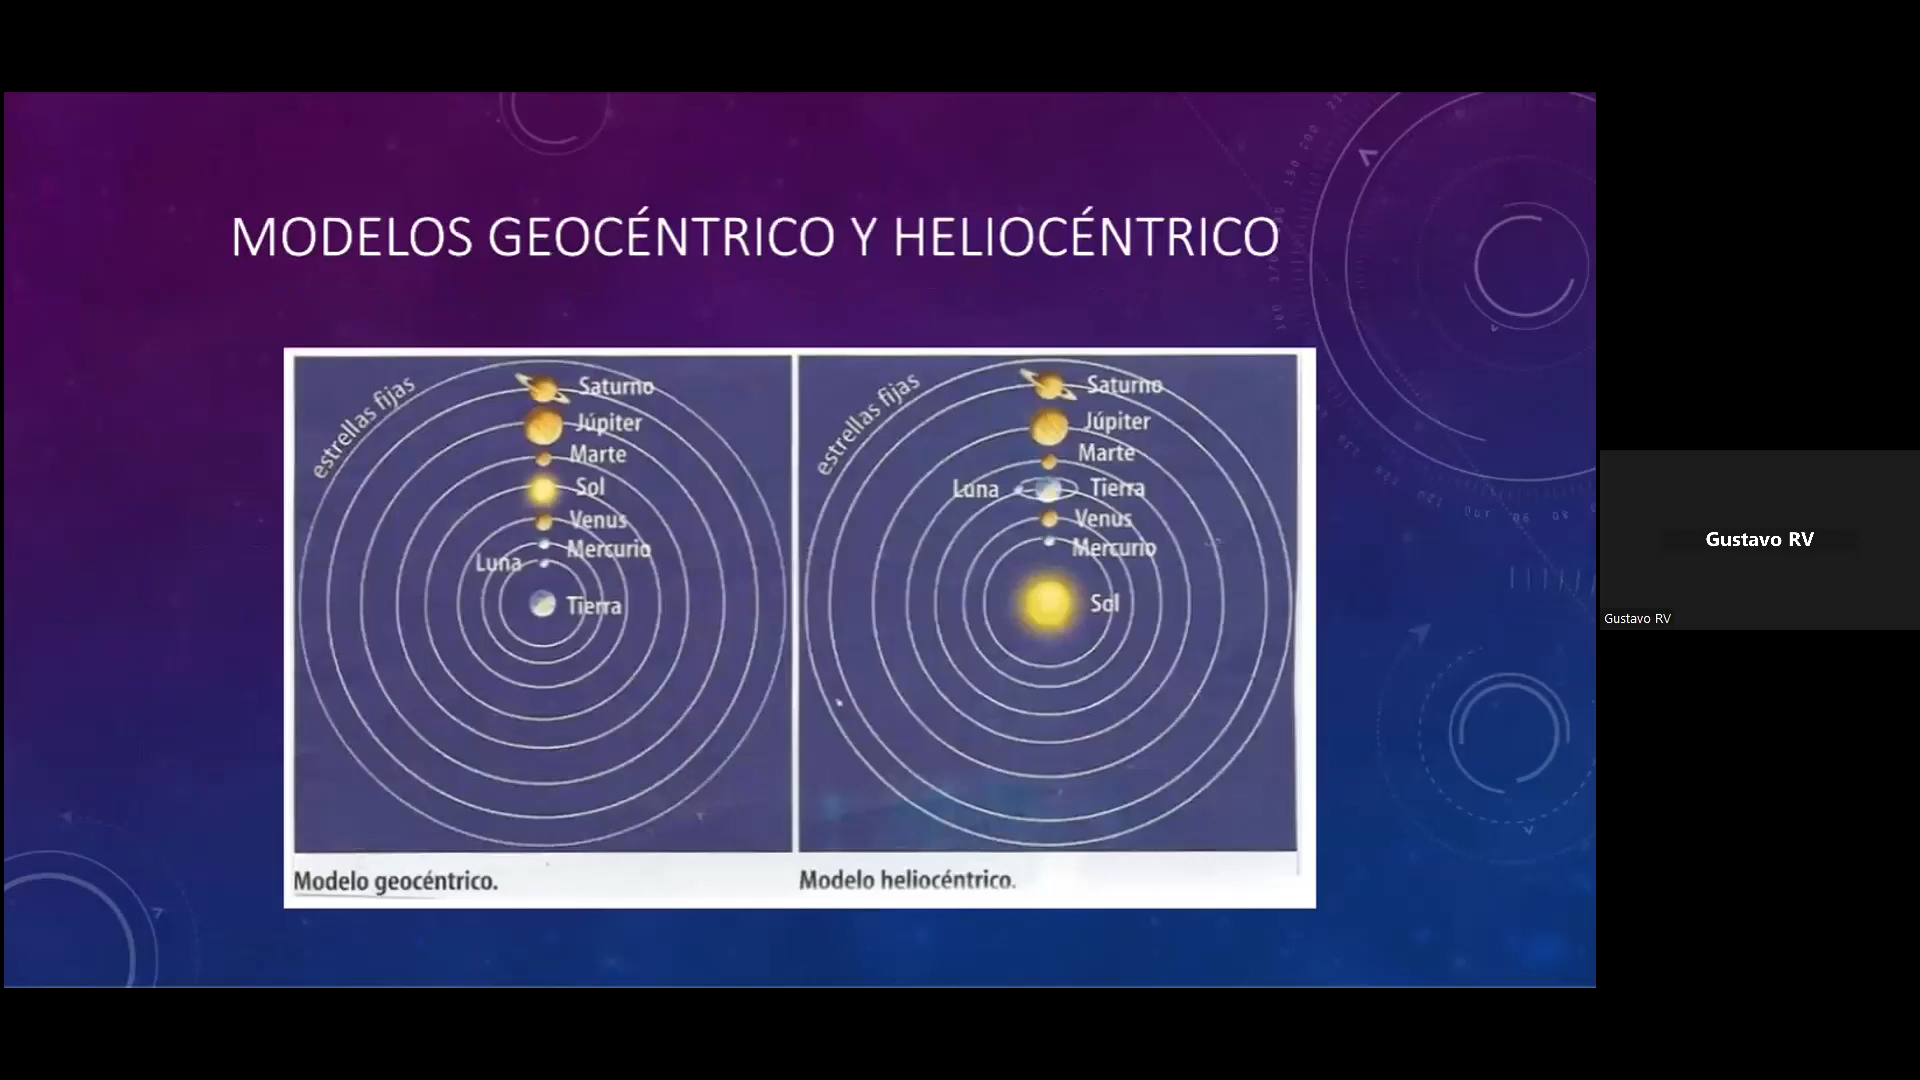 MODELOS GEOCÉNTRICO Y HELIOCÉNTRICO
estrellas fijas
Saturno
Júpiter
Marte
Sol
Venus
Mercurio
Luna
Tierra
Modelo geocéntrico.
estrellas fijas
Saturno
Júpiter
Marte
Luna
Tierra
Venus
Mercurio
Sol
Modelo heliocéntrico.
Gustavo RV
Gustavo RV